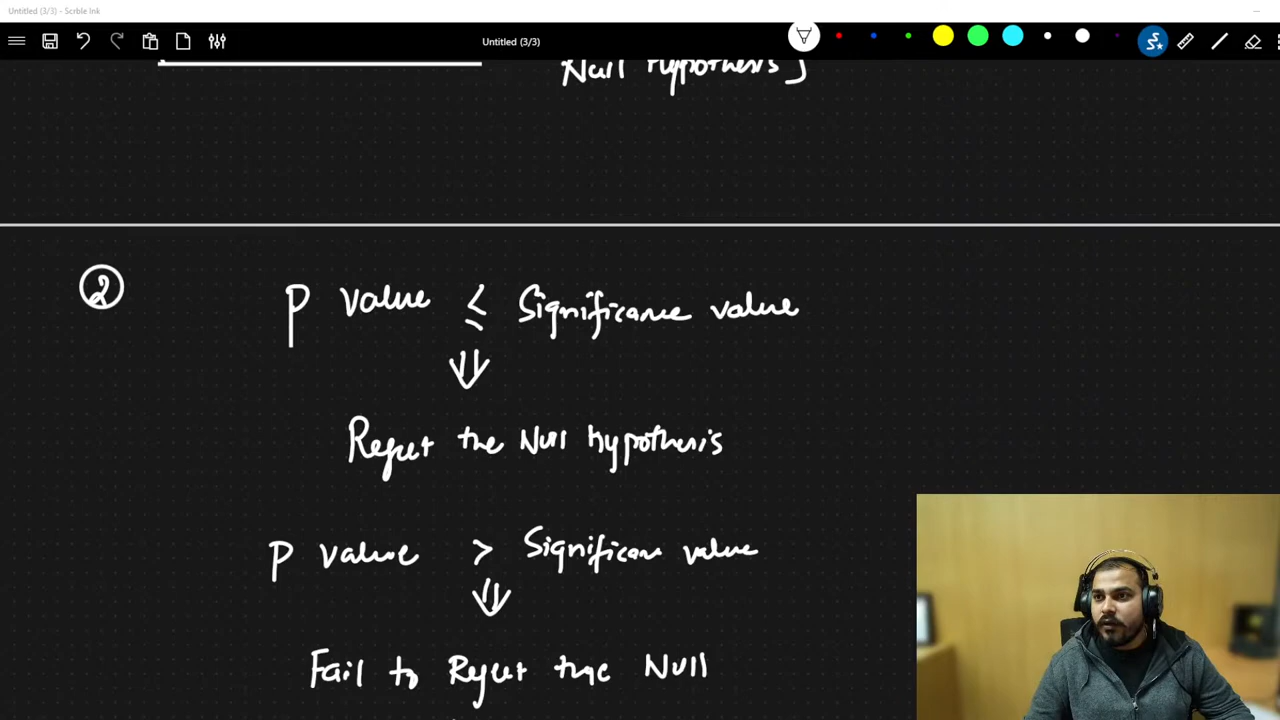 Untitled (3/3) - Scrble Ink
Untitled (3/3)
Null Hypothesis]
2
P value ≤ Significance value
⇓
Reject the Null hypothesis
P value > Significance value
⇓
Fail to Reject the Null